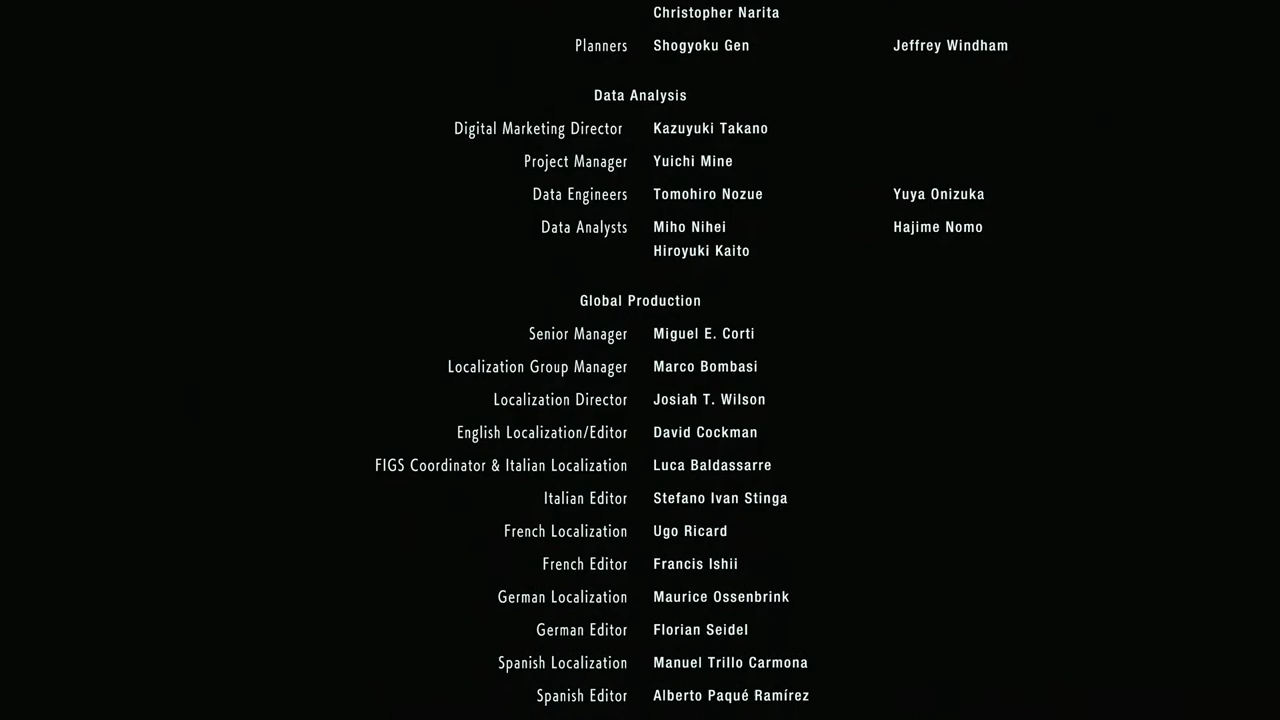 Christopher Narita
Planners Shogyoku Gen Jeffrey Windham
Data Analysis
Digital Marketing Director Kazuyuki Takano
Project Manager Yuichi Mine
Data Engineers Tomohiro Nozue Yuya Onizuka
Data Analysts Miho Nihei Hajime Nomo
Hiroyuki Kaito
Global Production
Senior Manager Miguel E. Corti
Localization Group Manager Marco Bombasi
Localization Director Josiah T. Wilson
English Localization/Editor David Cockman
FIGS Coordinator & Italian Localization Luca Baldassarre
Italian Editor Stefano Ivan Stinga
French Localization Ugo Ricard
French Editor Francis Ishii
German Localization Maurice Ossenbrink
German Editor Florian Seidel
Spanish Localization Manuel Trillo Carmona
Spanish Editor Alberto Paqué Ramírez